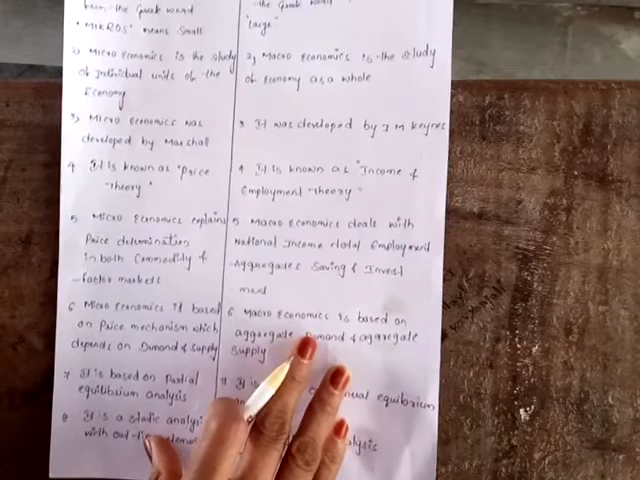 from the Greek word
"MIKROS" means Small
2) Micro Economics is the study
of Individual units of the
Economy
3) Micro Economics was
developed by Marshall
4 It is known as "Price
Theory"
5 Micro Economics explains
Price determination
in both Commodity &
factor markets
6 Micro Economics is based
on Price mechanism which
depends on Demand & Supply
7 It is based on Partial
equilibrium analysis
8 It is a static analysis
with out
the Greek word
"Large"
2) Macro Economics is the study
of Economy as a whole
3 It was developed by J M Keynes
4 It is known as "Income &
Employment Theory"
5 Macro Economics deals with
National Income Total Employment
Aggregates Saving & Invest
ment
6 Macro Economics is based on
aggregate Demand & aggregate
Supply
7 It is
equilibrium